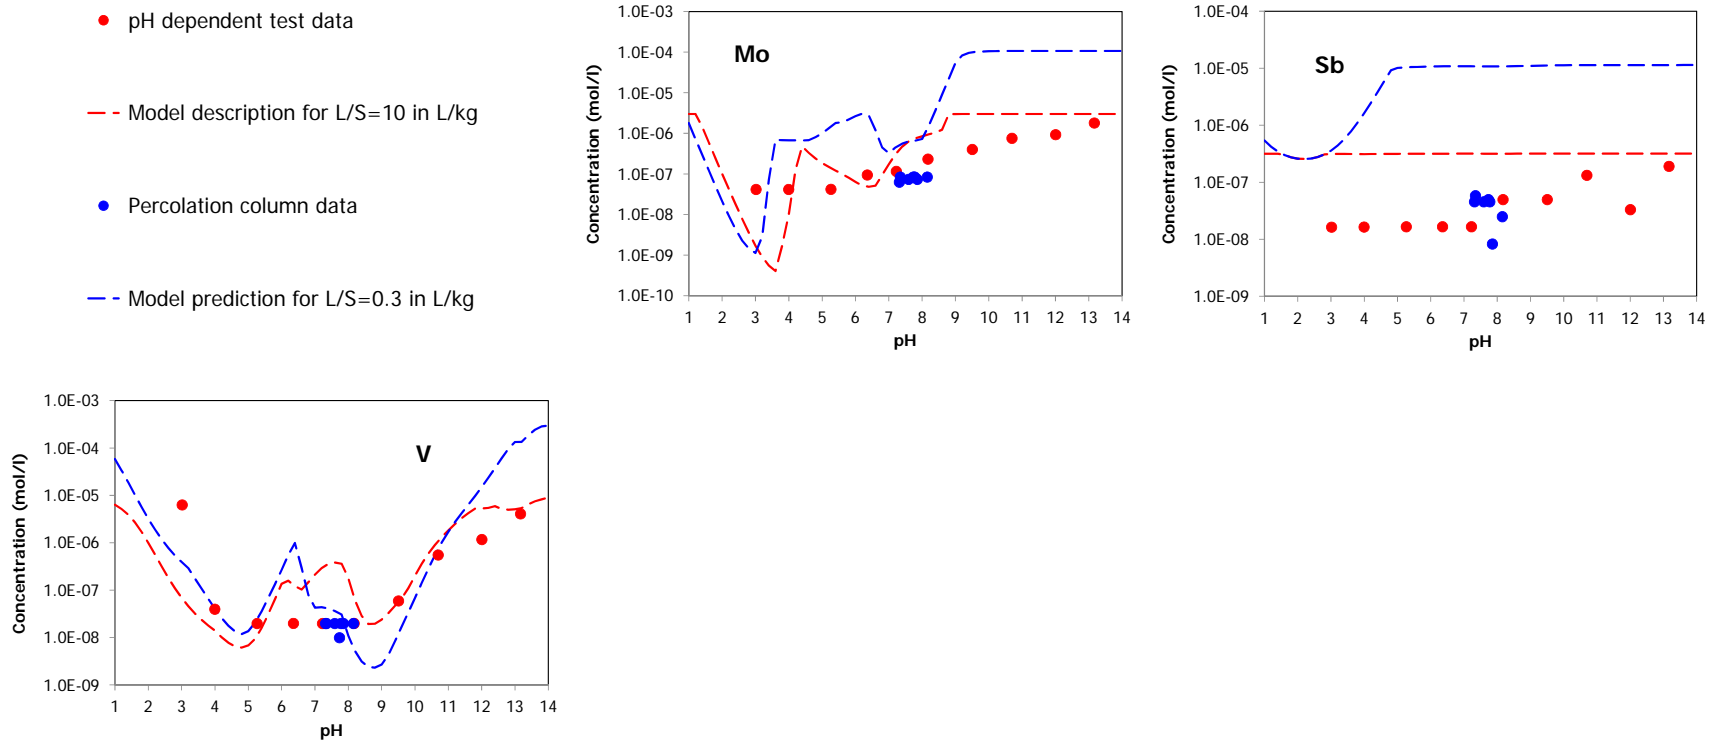 pH dependent test data
Model description for L/S=10 in L/kg
Percolation column data
Model prediction for L/S=0.3 in L/kg
Concentration (mol/l)
1.0E-03
1.0E-04
1.0E-05
1.0E-06
1.0E-07
1.0E-08
1.0E-09
1.0E-10
Mo
1 2 3 4 5 6 7 8 9 10 11 12 13 14
pH
Concentration (mol/l)
1.0E-04
1.0E-05
1.0E-06
1.0E-07
1.0E-08
1.0E-09
Sb
1 2 3 4 5 6 7 8 9 10 11 12 13 14
pH
Concentration (mol/l)
1.0E-03
1.0E-04
1.0E-05
1.0E-06
1.0E-07
1.0E-08
1.0E-09
V
1 2 3 4 5 6 7 8 9 10 11 12 13 14
pH